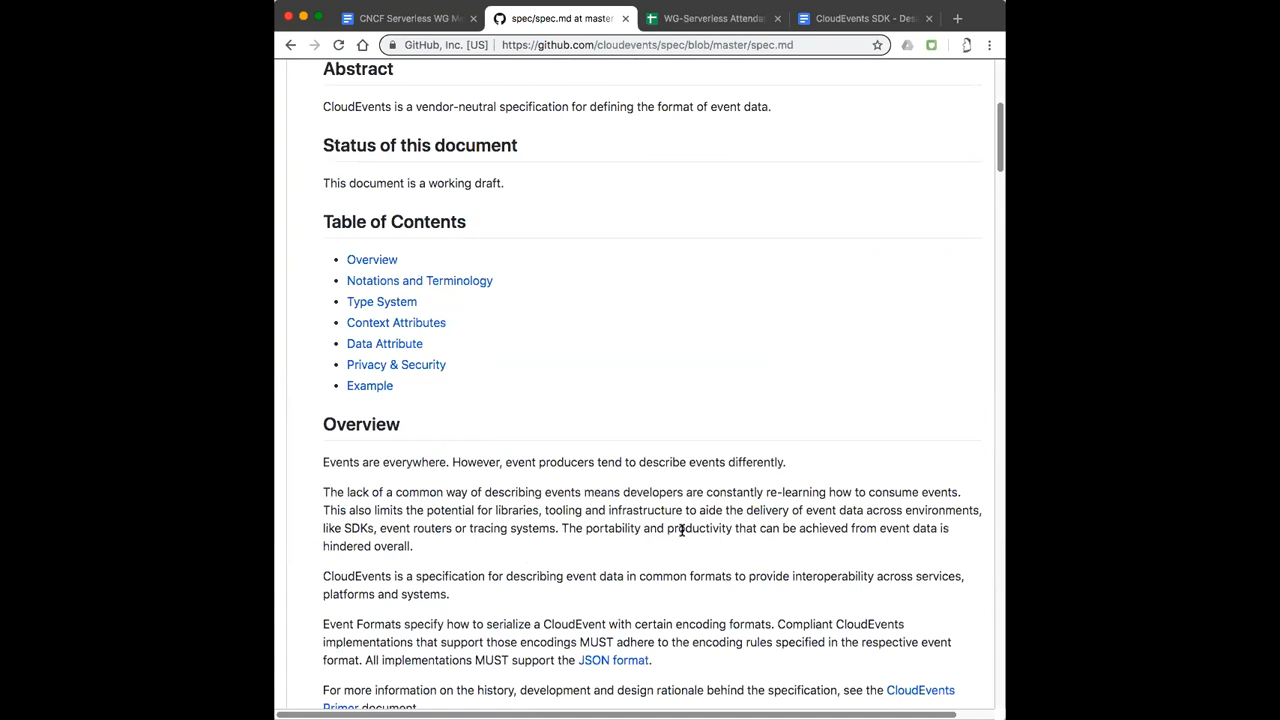 CNCF Serverless WG M
spec/spec.md at master
WG-Serverless Attenda
CloudEvents SDK - Des
GitHub, Inc. [US]
https://github.com/cloudevents/spec/blob/master/spec.md
Abstract
CloudEvents is a vendor-neutral specification for defining the format of event data.
Status of this document
This document is a working draft.
Table of Contents
Overview
Notations and Terminology
Type System
Context Attributes
Data Attribute
Privacy & Security
Example
Overview
Events are everywhere. However, event producers tend to describe events differently.
The lack of a common way of describing events means developers are constantly re-learning how to consume events.
This also limits the potential for libraries, tooling and infrastructure to aide the delivery of event data across environments,
like SDKs, event routers or tracing systems. The portability and productivity that can be achieved from event data is
hindered overall.
CloudEvents is a specification for describing event data in common formats to provide interoperability across services,
platforms and systems.
Event Formats specify how to serialize a CloudEvent with certain encoding formats. Compliant CloudEvents
implementations that support those encodings MUST adhere to the encoding rules specified in the respective event
format. All implementations MUST support the JSON format.
For more information on the history, development and design rationale behind the specification, see the CloudEvents
Primer document.